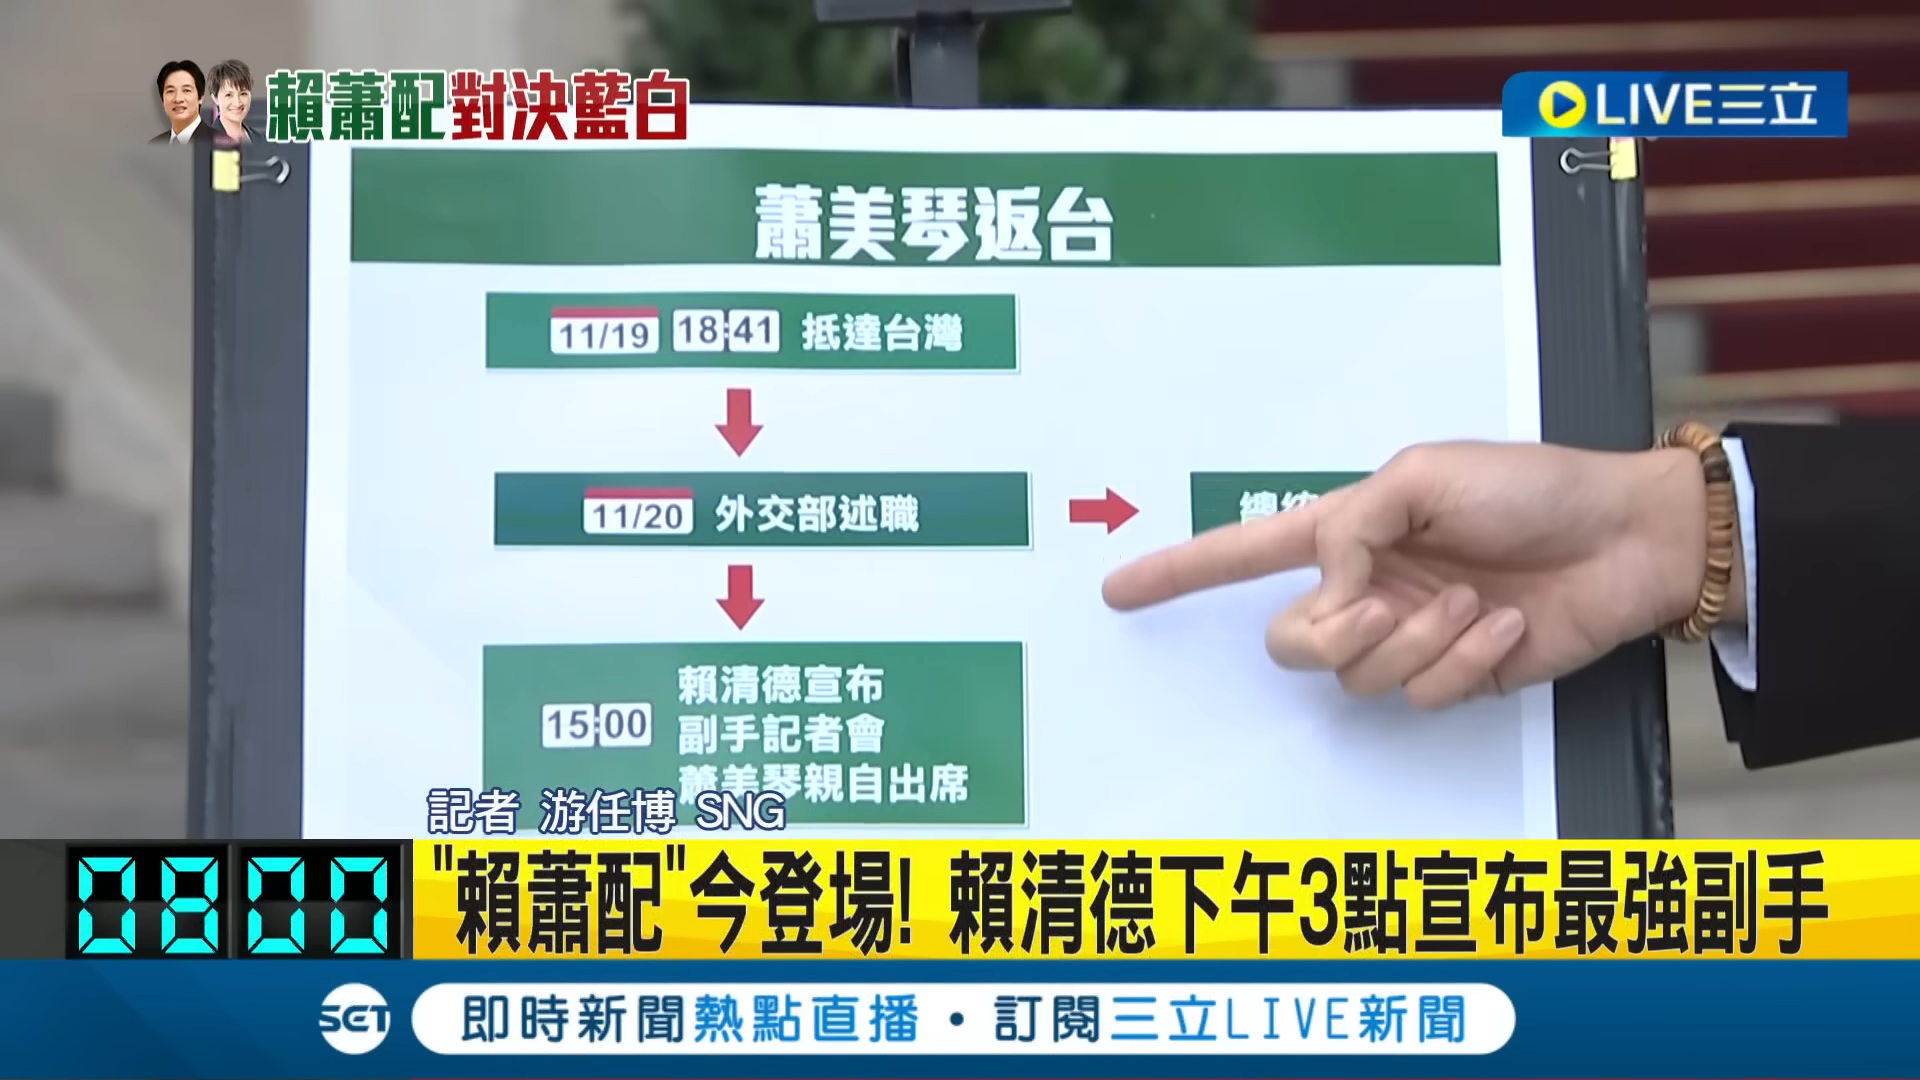 賴蕭配對決藍白
LIVE三立
蕭美琴返台
11/19 18:41 抵達台灣
11/20 外交部述職
總統
15:00
賴清德宣布
副手記者會
蕭美琴親自出席
記者 游任博 SNG
08:00
"賴蕭配"今登場! 賴清德下午3點宣布最強副手
SET
即時新聞熱點直播・訂閱三立LIVE新聞